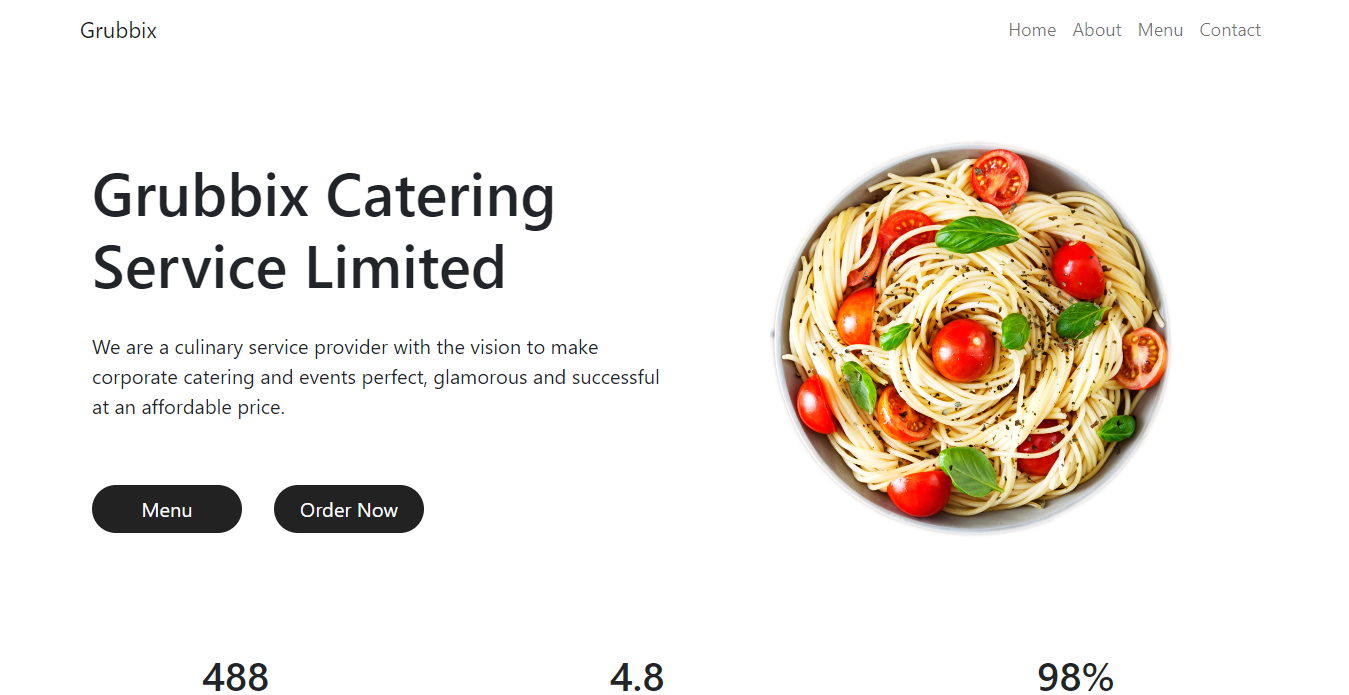 Grubbix
Home About Menu Contact
Grubbix Catering
Service Limited
We are a culinary service provider with the vision to make
corporate catering and events perfect, glamorous and successful
at an affordable price.
Menu
Order Now
488
4.8
98%